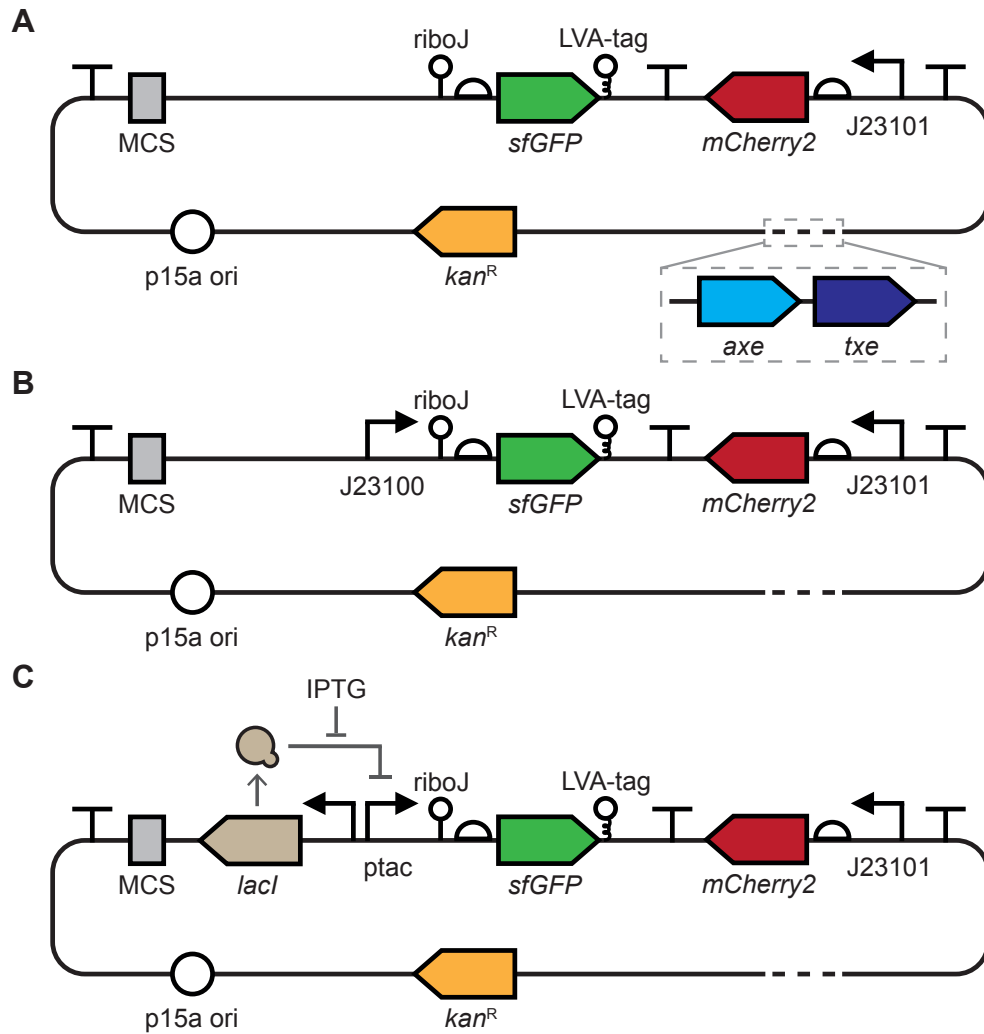 A
riboJ
LVA-tag
MCS
sfGFP
mCherry2
J23101
p15a ori
kanᴿ
axe
txe
B
riboJ
LVA-tag
MCS
J23100
sfGFP
mCherry2
J23101
p15a ori
kanᴿ
C
IPTG
riboJ
LVA-tag
MCS
lacI
ptac
sfGFP
mCherry2
J23101
p15a ori
kanᴿ